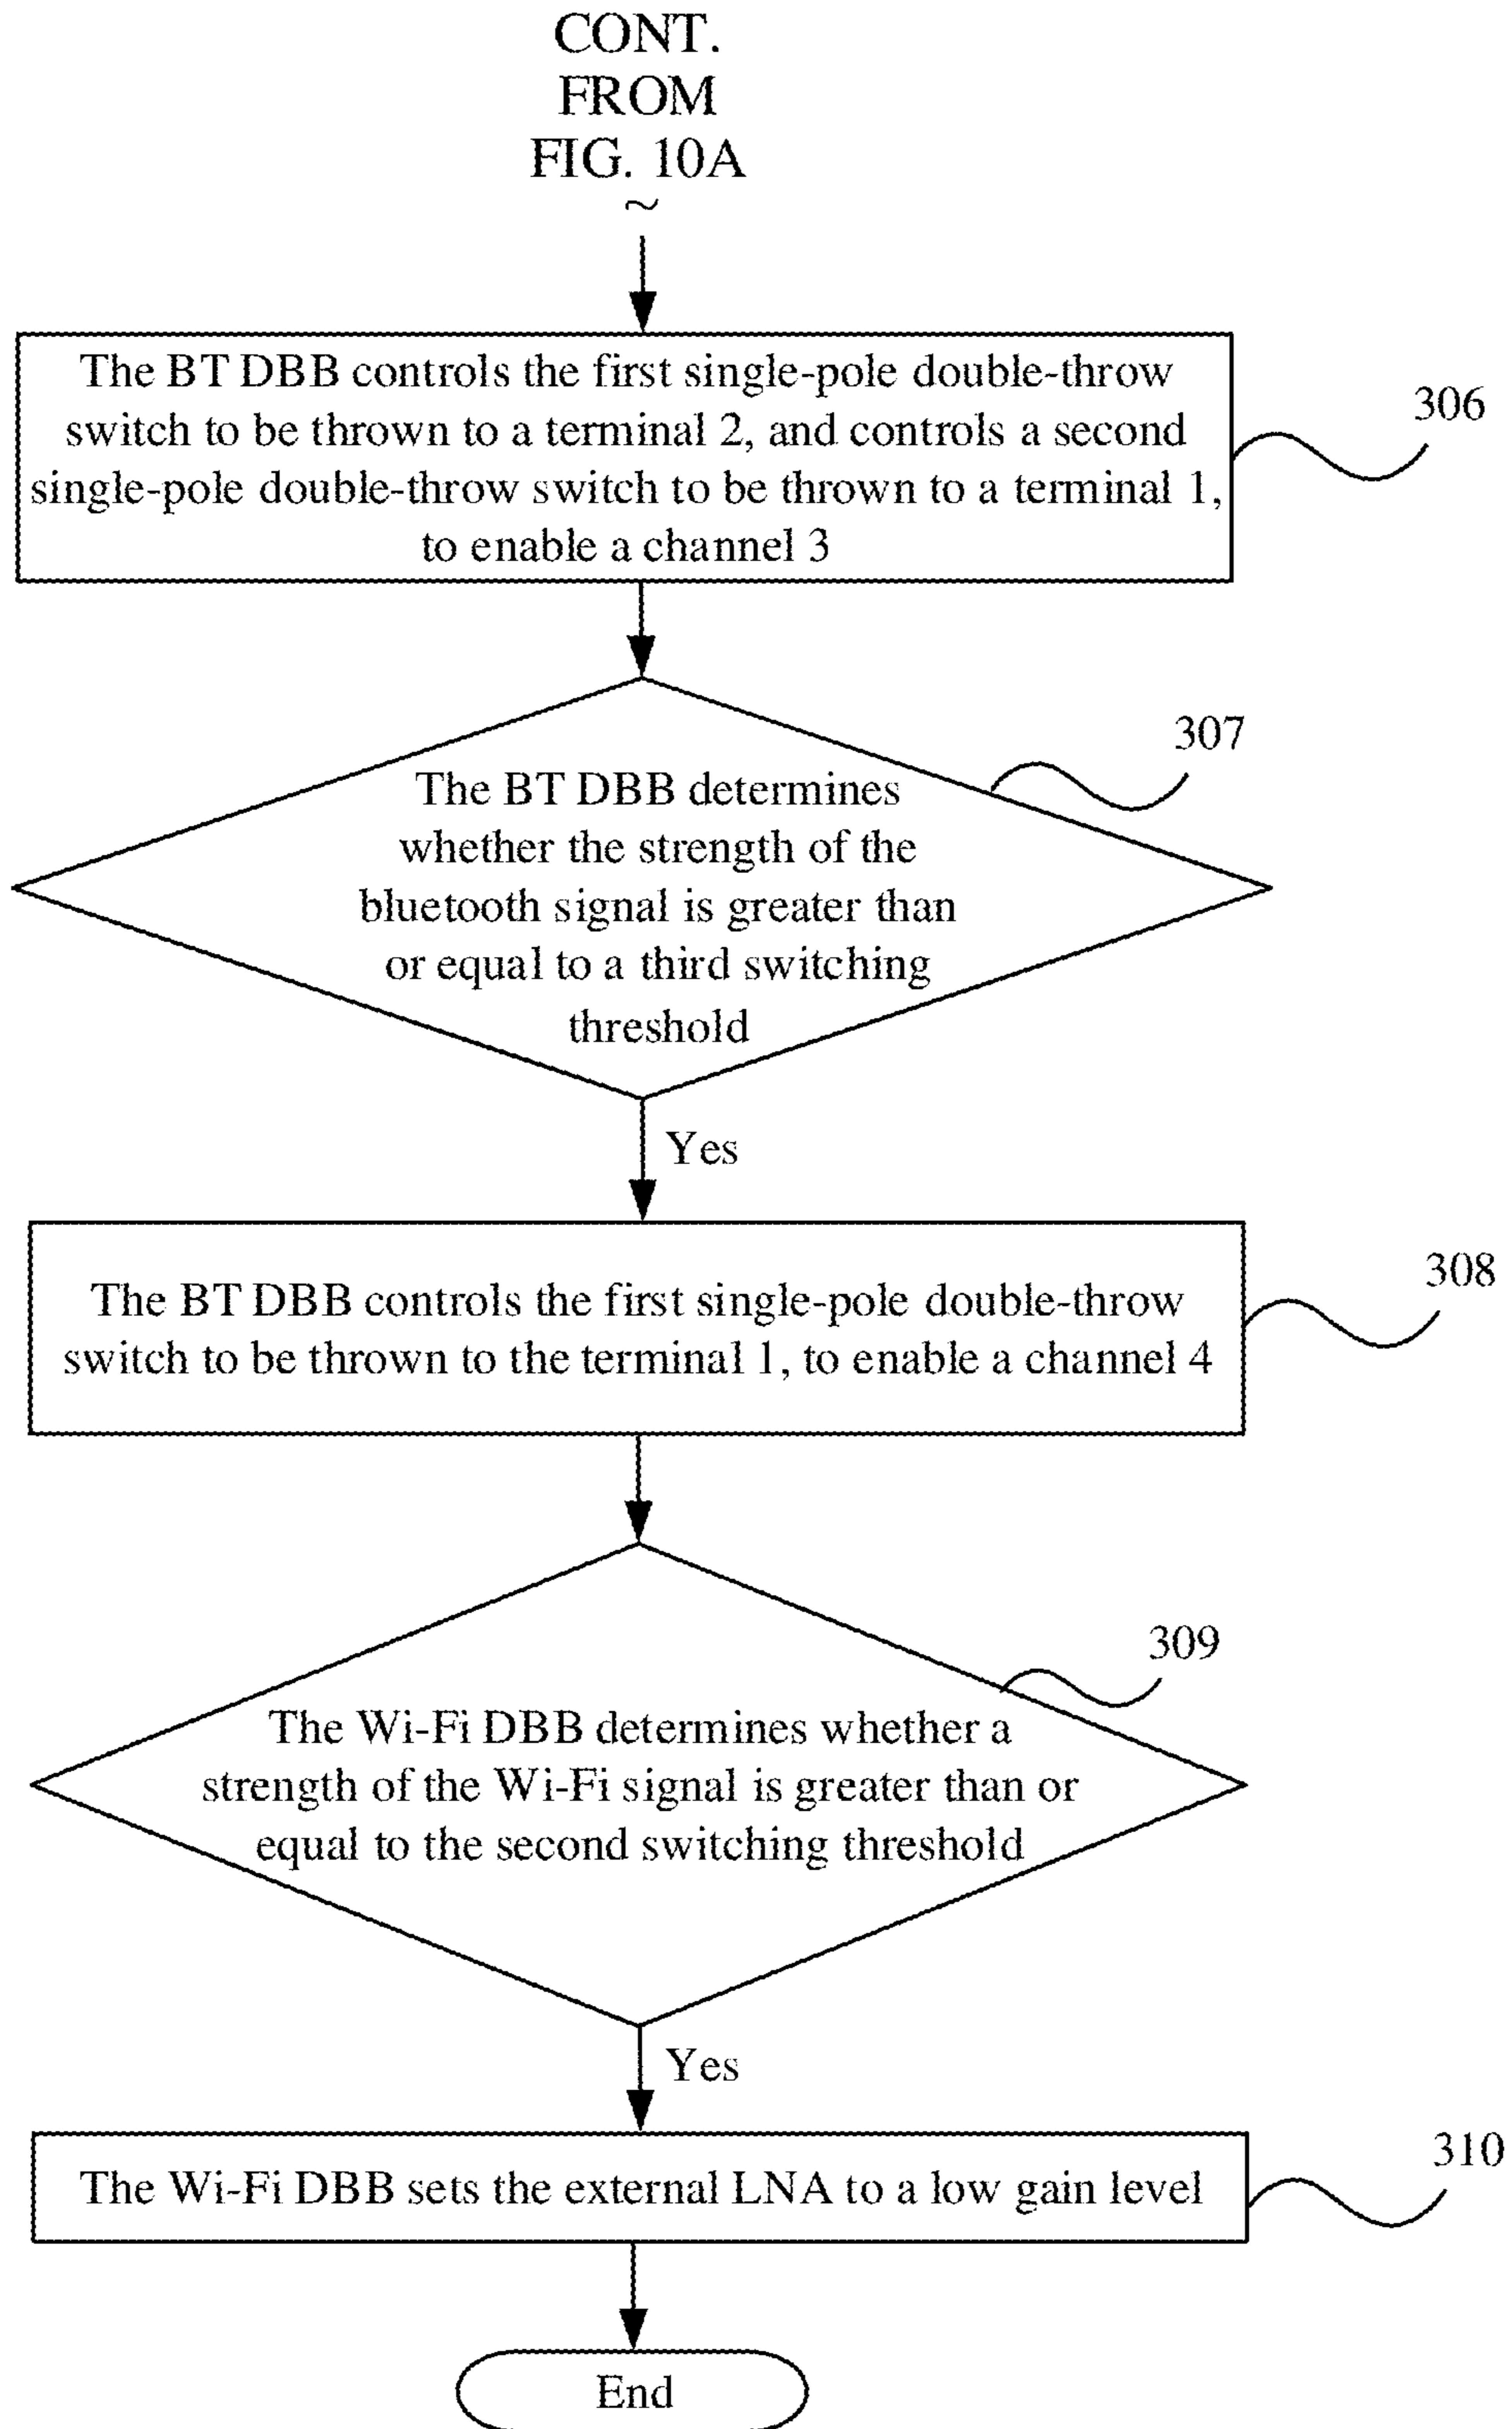 CONT.
FROM
FIG. 10A
~
The BT DBB controls the first single-pole double-throw
switch to be thrown to a terminal 2, and controls a second
single-pole double-throw switch to be thrown to a terminal 1,
to enable a channel 3
306
307
The BT DBB determines
whether the strength of the
bluetooth signal is greater than
or equal to a third switching
threshold
Yes
The BT DBB controls the first single-pole double-throw
switch to be thrown to the terminal 1, to enable a channel 4
308
309
The Wi-Fi DBB determines whether a
strength of the Wi-Fi signal is greater than or
equal to the second switching threshold
Yes
The Wi-Fi DBB sets the external LNA to a low gain level
310
End